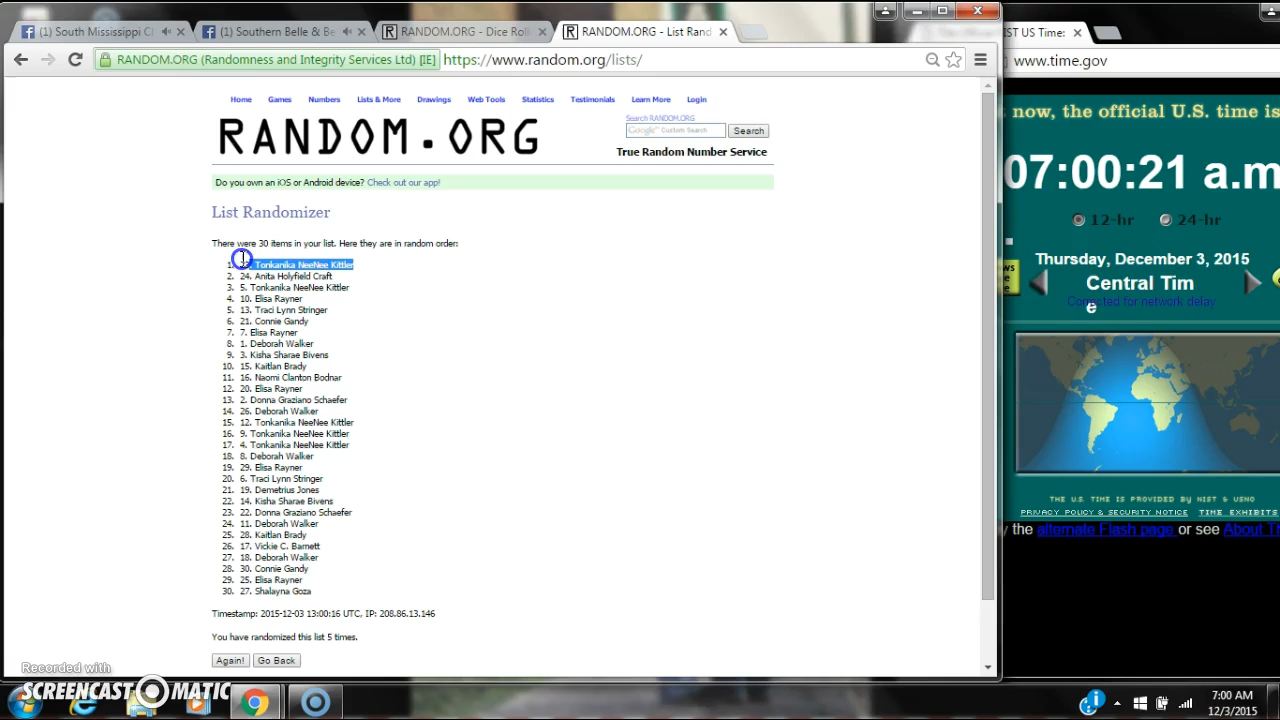 (1) South Mississippi C
(1) Southern Belle & Be
RANDOM.ORG - Dice Roll
RANDOM.ORG - List Rand
ST US Time:
RANDOM.ORG (Randomness and Integrity Services Ltd) [IE]
https://www.random.org/lists/
www.time.gov
Home Games Numbers Lists & More Drawings Web Tools Statistics Testimonials Learn More Login
RANDOM.ORG
Search RANDOM.ORG
Google™ Custom Search
Search
True Random Number Service
Do you own an iOS or Android device? Check out our app!
List Randomizer
There were 30 items in your list. Here they are in random order:
1. Tonkanika NeeNee Kittler
2. 24. Anita Holyfield Craft
3. 5. Tonkanika NeeNee Kittler
4. 10. Elisa Rayner
5. 13. Traci Lynn Stringer
6. 21. Connie Gandy
7. 7. Elisa Rayner
8. 1. Deborah Walker
9. 3. Kisha Sharae Bivens
10. 15. Kaitlan Brady
11. 16. Naomi Clanton Bodnar
12. 20. Elisa Rayner
13. 2. Donna Graziano Schaefer
14. 26. Deborah Walker
15. 12. Tonkanika NeeNee Kittler
16. 9. Tonkanika NeeNee Kittler
17. 4. Tonkanika NeeNee Kittler
18. 8. Deborah Walker
19. 29. Elisa Rayner
20. 6. Traci Lynn Stringer
21. 19. Demetrius Jones
22. 14. Kisha Sharae Bivens
23. 22. Donna Graziano Schaefer
24. 11. Deborah Walker
25. 28. Kaitlan Brady
26. 17. Vickie C. Barnett
27. 18. Deborah Walker
28. 30. Connie Gandy
29. 25. Elisa Rayner
30. 27. Shalayna Goza
Timestamp: 2015-12-03 13:00:16 UTC, IP: 208.86.13.146
You have randomized this list 5 times.
Again! Go Back
now, the official U.S. time is
07:00:21 a.m
12-hr 24-hr
Thursday, December 3, 2015
Central Tim
e
Corrected for network delay
THE U.S. TIME IS PROVIDED BY NIST & USNO
PRIVACY POLICY & SECURITY NOTICE TIME EXHIBITS
y the alternate Flash page or see About Th
Recorded with
SCREENCAST-O-MATIC
7:00 AM
12/3/2015